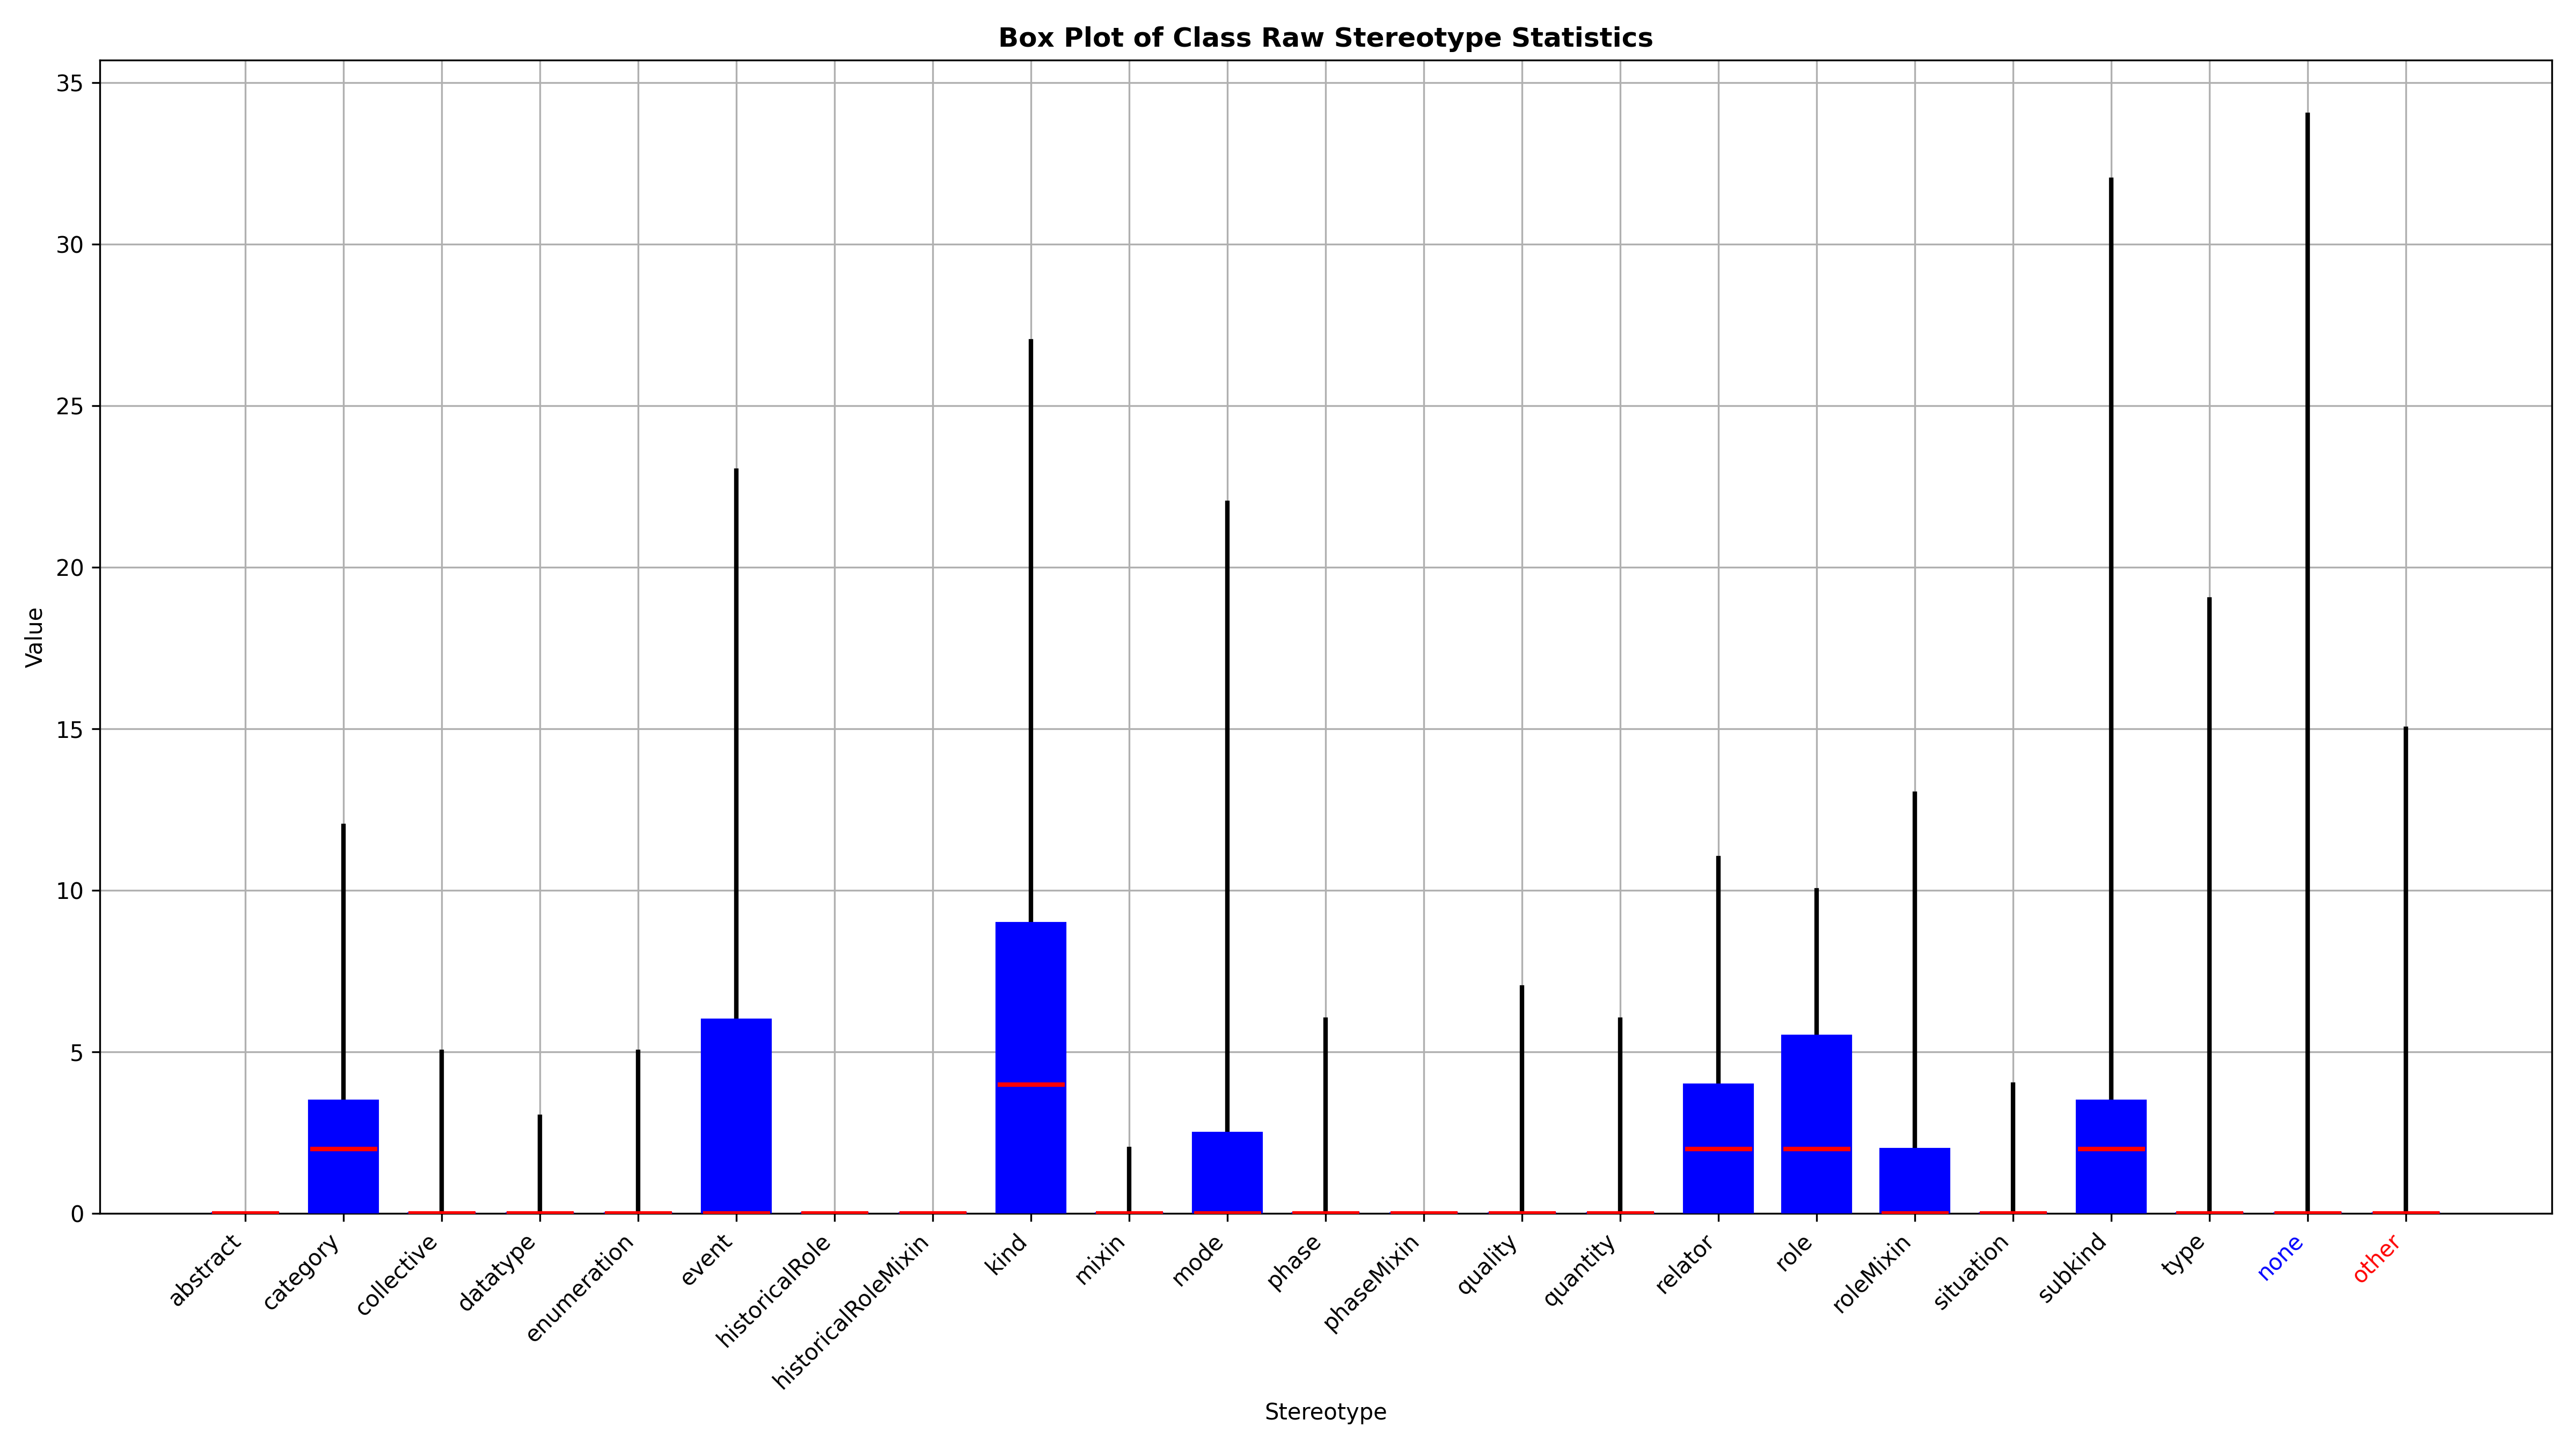 Box Plot of Class Raw Stereotype Statistics
35
30
25
20
15
10
5
0
Value
abstract
category
collective
datatype
enumeration
event
historicalRole
historicalRoleMixin
kind
mixin
mode
phase
phaseMixin
quality
quantity
relator
role
roleMixin
situation
subkind
type
none
other
Stereotype